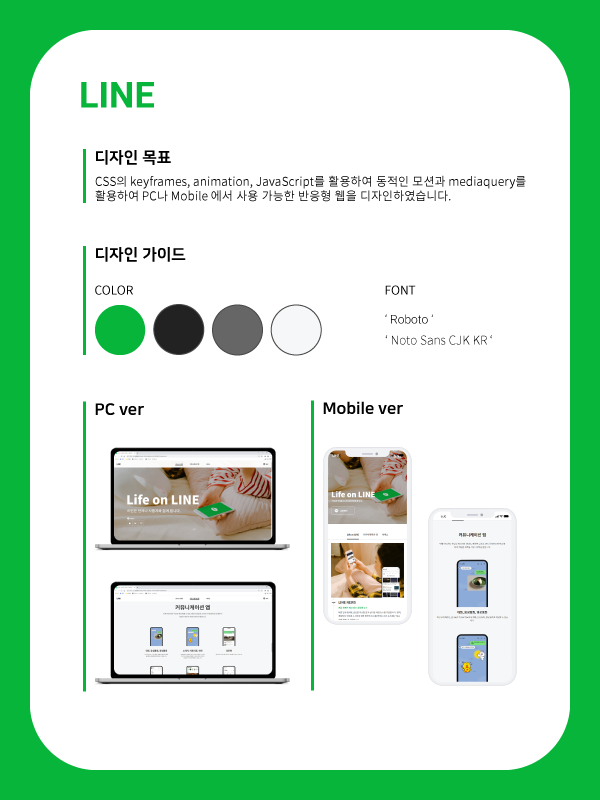 LINE
디자인 목표
CSS의 keyframes, animation, JavaScript를 활용하여 동적인 모션과 mediaquery를
활용하여 PC나 Mobile 에서 사용 가능한 반응형 웹을 디자인하였습니다.
디자인 가이드
COLOR
FONT
‘ Roboto ’
‘ Noto Sans CJK KR ‘
PC ver
Mobile ver
Life on LINE
Life on LINE
커뮤니케이션 앱
커뮤니케이션 앱